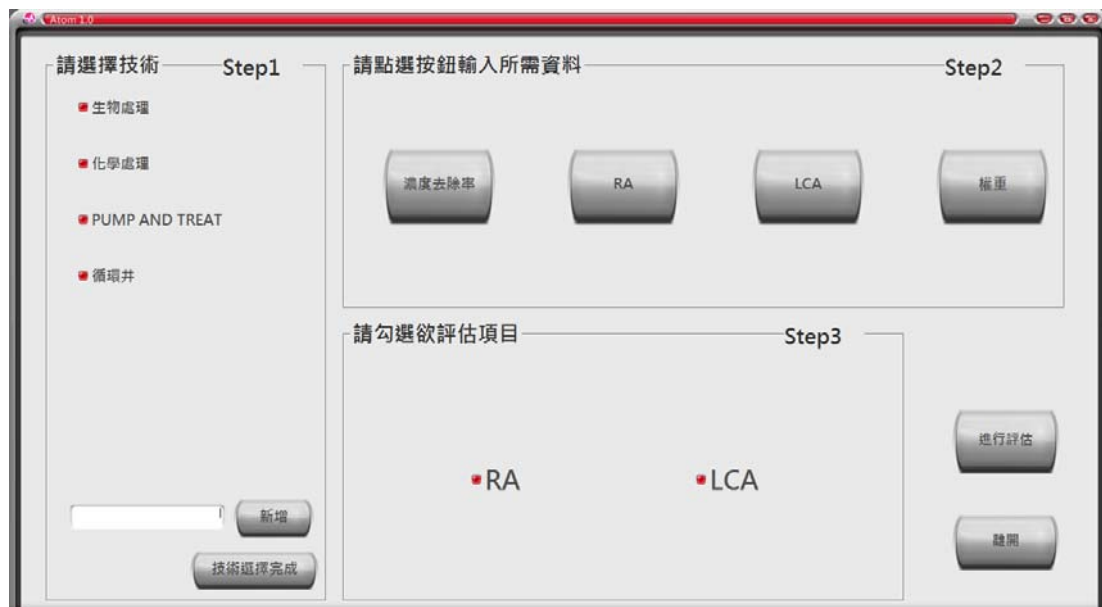 Atom 1.0
請選擇技術 Step1
生物處理
化學處理
PUMP AND TREAT
循環井
新增
技術選擇完成
請點選按鈕輸入所需資料 Step2
濃度去除率
RA
LCA
權重
請勾選欲評估項目 Step3
RA
LCA
進行評估
離開